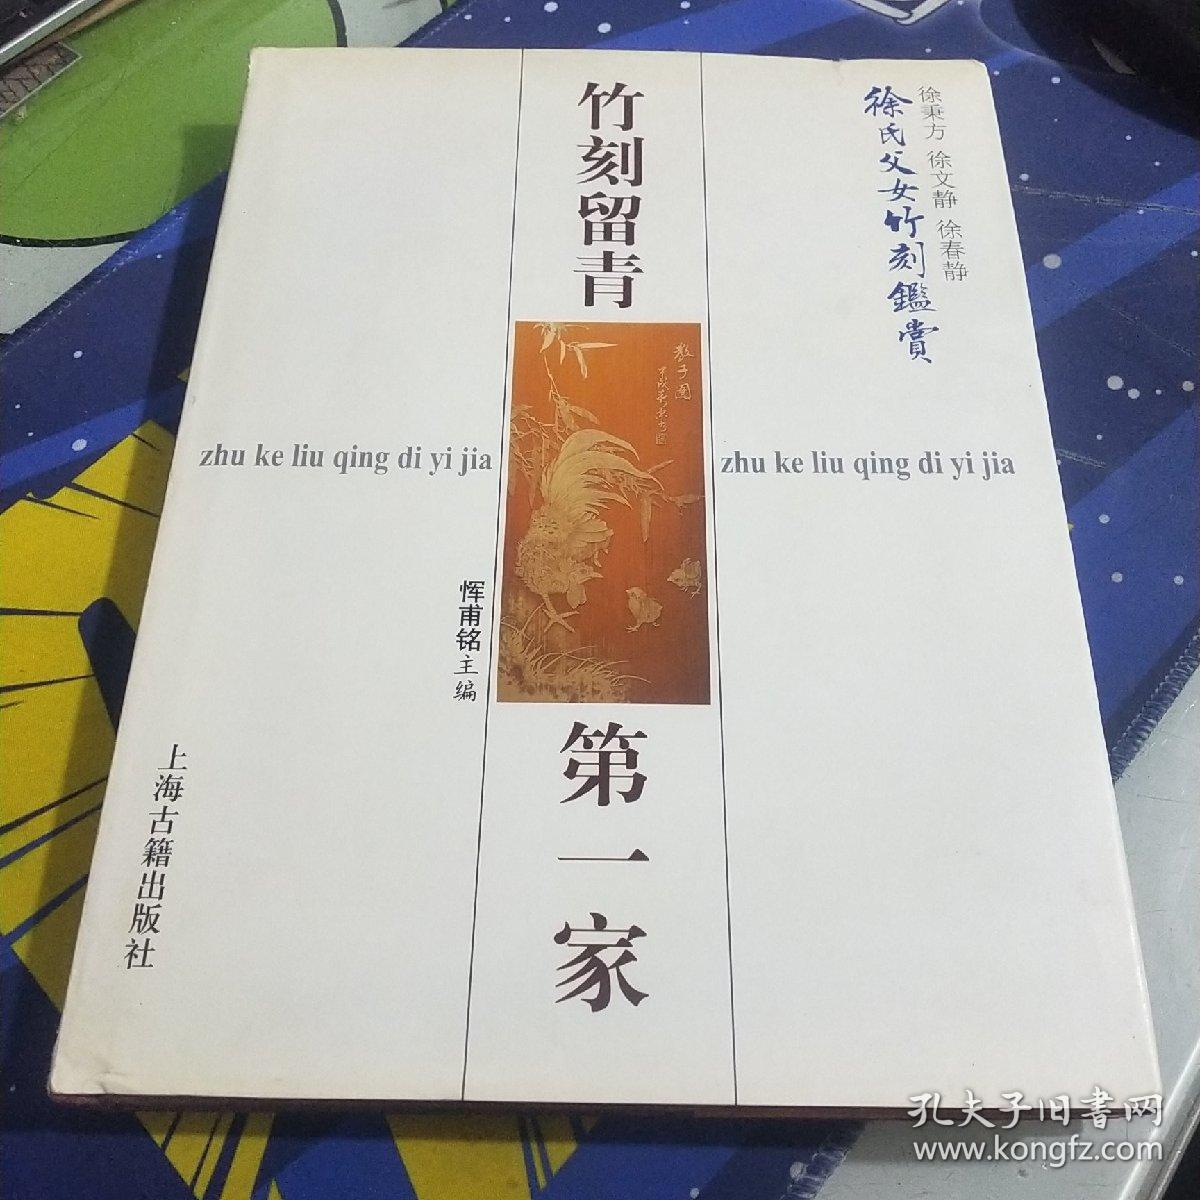 徐秉方 徐文静 徐春静
徐氏父女竹刻鑑賞
竹刻留青
第一家
教子圖
zhu ke liu qing di yi jia
zhu ke liu qing di yi jia
恽甫铭主编
上海古籍出版社
孔夫子旧書网
www.kongfz.com